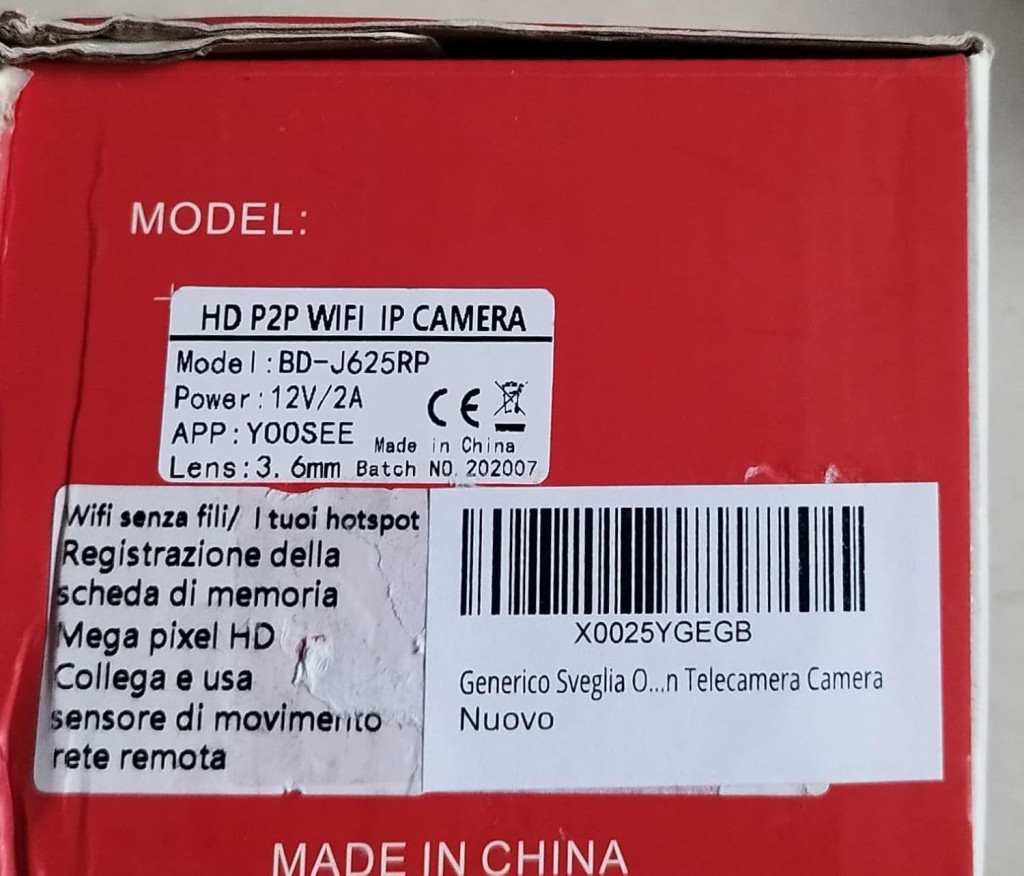 MODEL:
HD P2P WIFI IP CAMERA
Model:BD-J625RP
Power:12V/2A
CE
APP:YOOSEE
Made in China
Lens:3.6mm Batch NO. 202007
Wifi senza fili/ I tuoi hotspot
Registrazione della
scheda di memoria
Mega pixel HD
Collega e usa
sensore di movimento
rete remota
X0025YGEGB
Generico Sveglia O...n Telecamera Camera
Nuovo
MADE IN CHINA